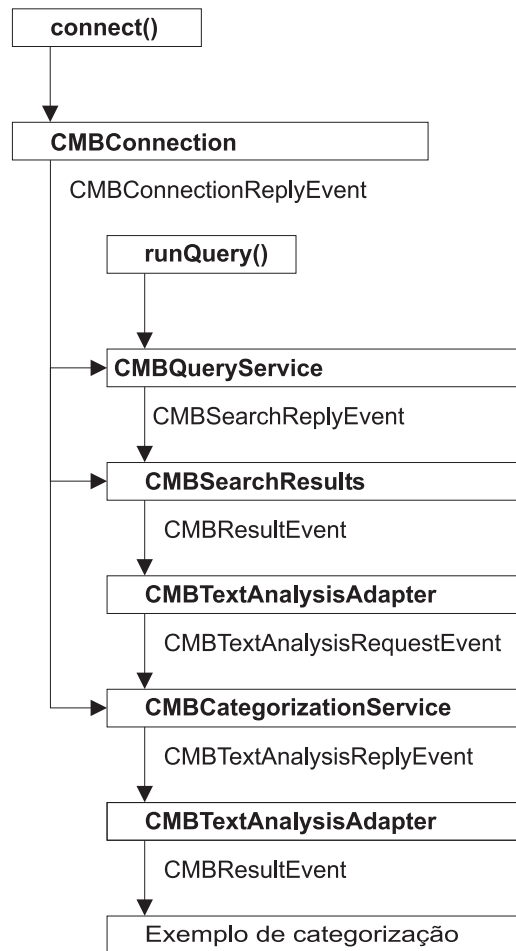 connect()
CMBConnection
CMBConnectionReplyEvent
runQuery()
CMBQueryService
CMBSearchReplyEvent
CMBSearchResults
CMBResultEvent
CMBTextAnalysisAdapter
CMBTextAnalysisRequestEvent
CMBCategorizationService
CMBTextAnalysisReplyEvent
CMBTextAnalysisAdapter
CMBResultEvent
Exemplo de categorização